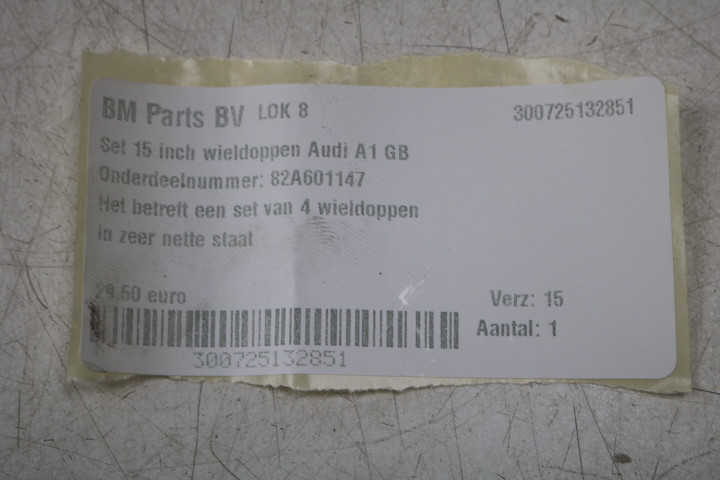 BM Parts BV LOK 8 300725132851
Set 15 inch wieldoppen Audi A1 GB
Onderdeelnummer: 82A601147
Het betreft een set van 4 wieldoppen
in zeer nette staat
29,50 euro Verz: 15
Aantal: 1
300725132851